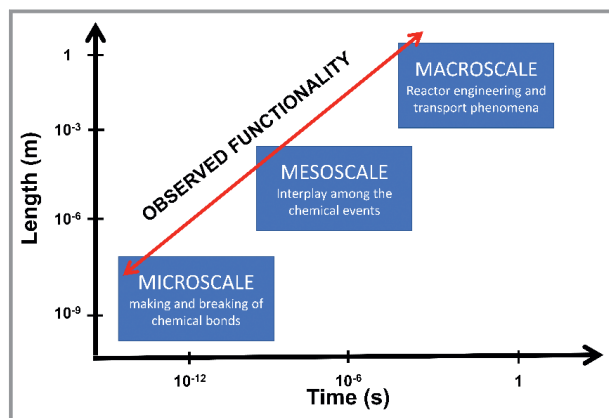 1
MACROSCALE
Reactor engineering and
transport phenomena
OBSERVED FUNCTIONALITY
10-3
MESOSCALE
Interplay among the
chemical events
Length (m)
10-6
MICROSCALE
making and breaking of
chemical bonds
10-9
10-12
10-6
1
Time (s)